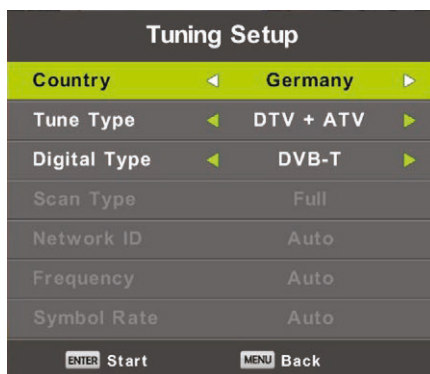 Tuning Setup
Country Germany
Tune Type DTV + ATV
Digital Type DVB-T
Scan Type Full
Network ID Auto
Frequency Auto
Symbol Rate Auto
ENTER Start MENU Back